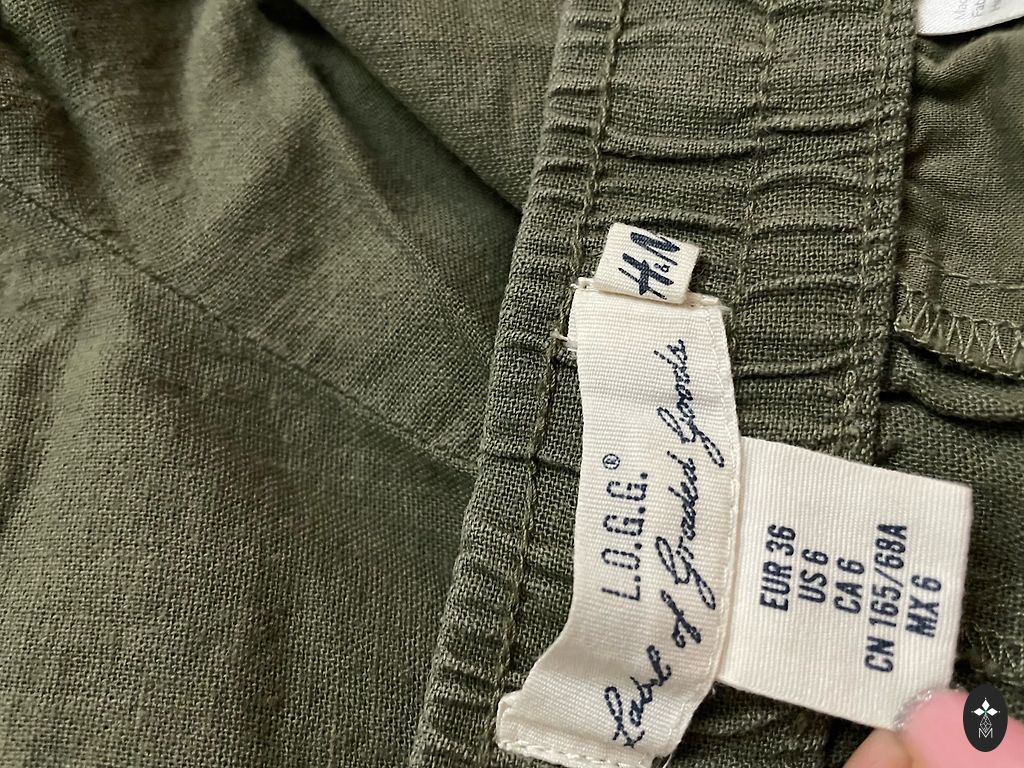 H&M
L.O.G.G.®
Label of Graded Goods
EUR 36
US 6
CA 6
CN 165/68A
MX 6